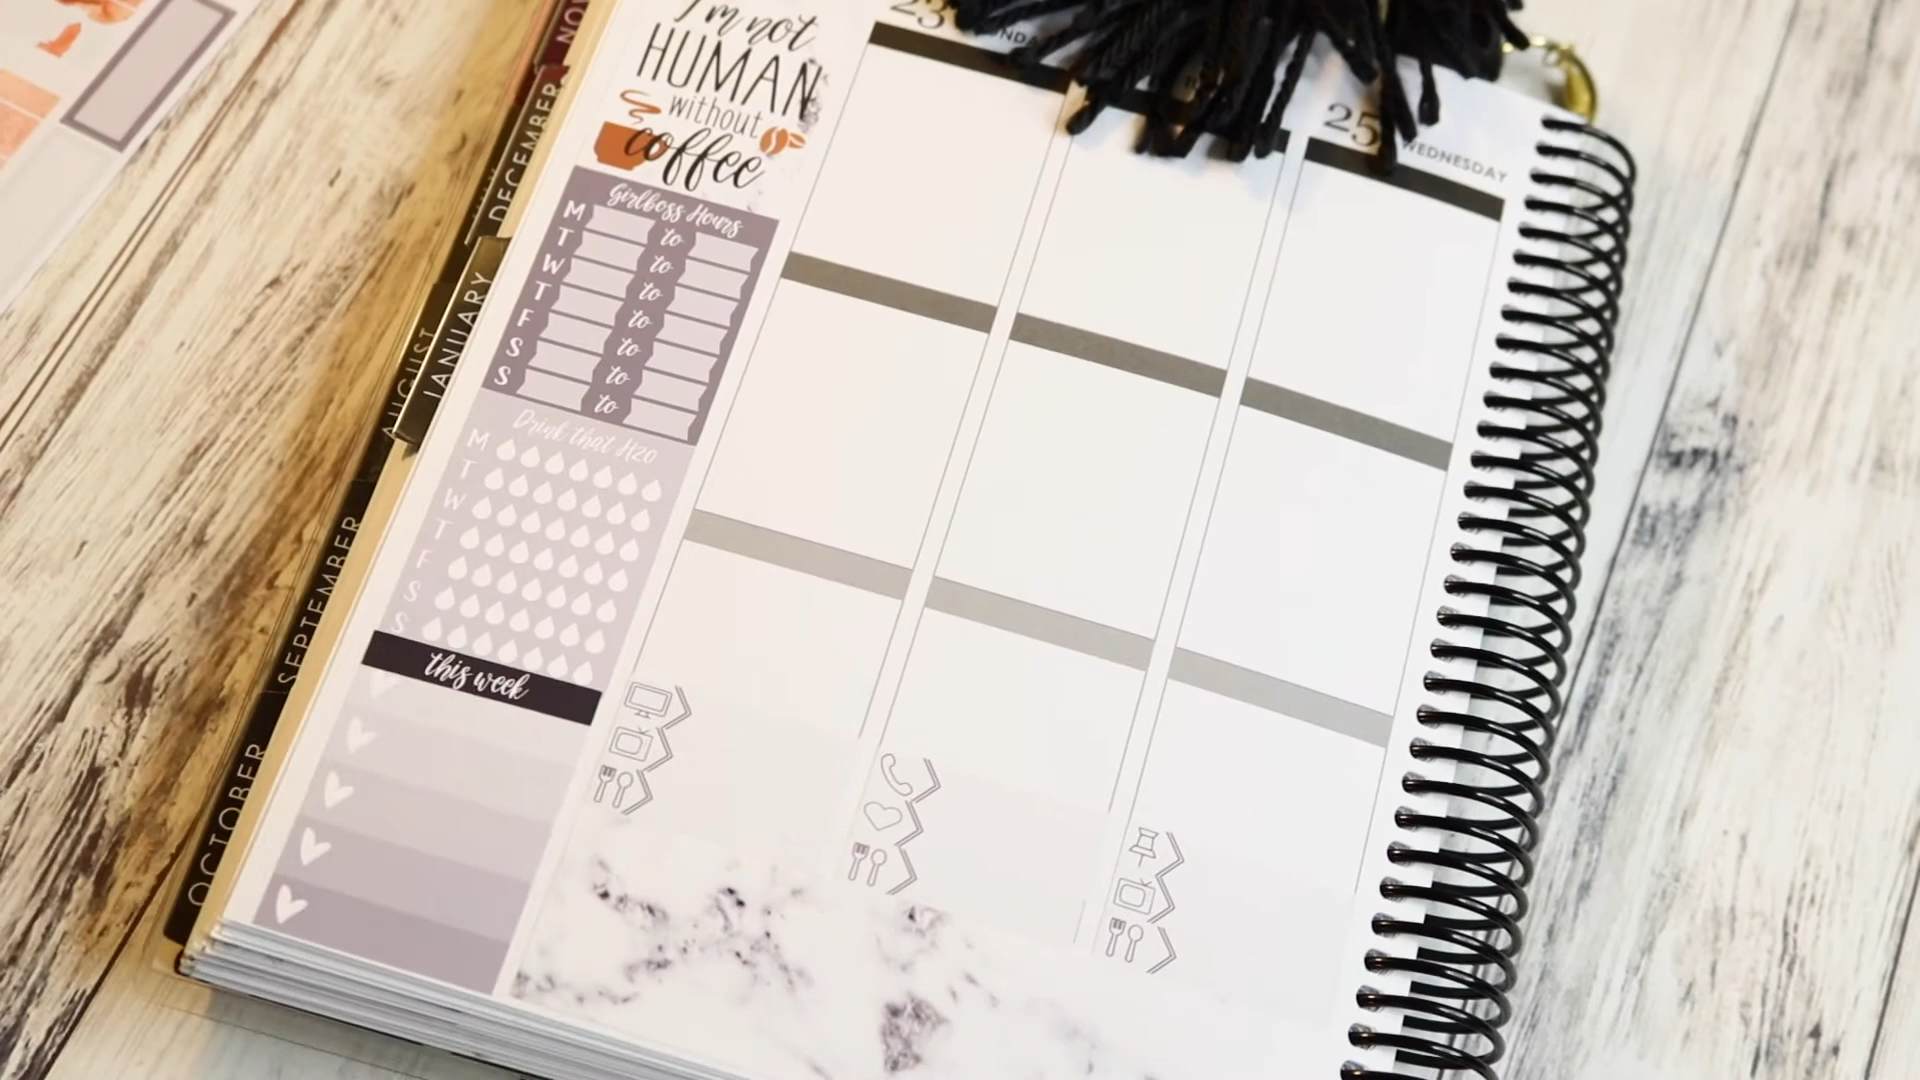 I'm not
HUMAN
without
coffee
Girlboss Hours
M to
T to
W to
T to
F to
S to
S to
Drink that H2O
M
T
W
T
F
S
S
this week
23
25 WEDNESDAY
DECEMBER
JANUARY
AUGUST
SEPTEMBER
OCTOBER